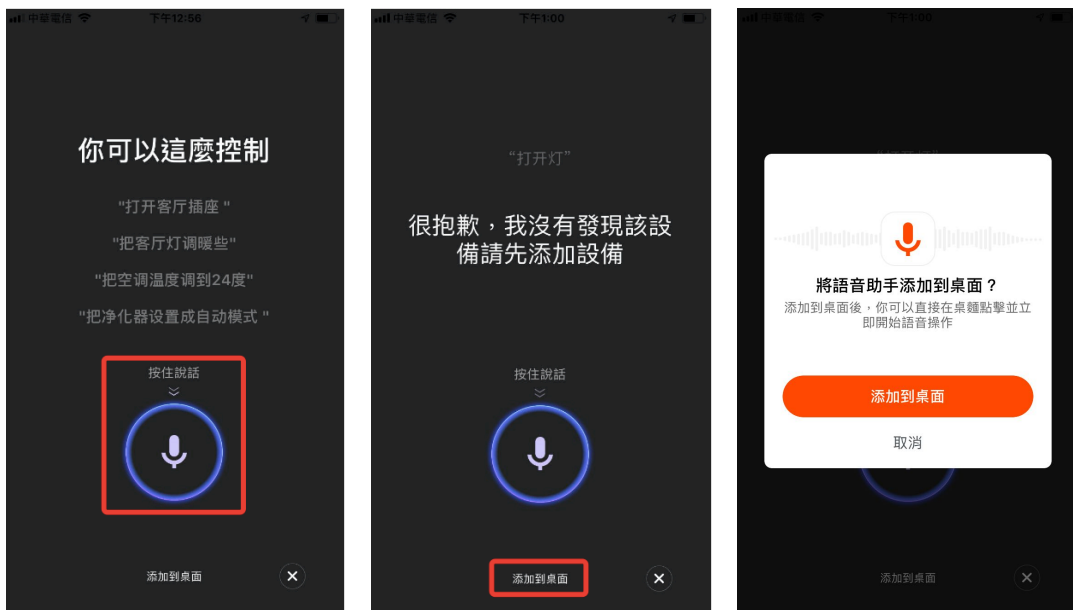 中華電信
下午12:56
你可以這麼控制
"打开客厅插座 "
"把客厅灯调暖些"
"把空调温度调到24度"
"把净化器设置成自动模式 "
按住說話
添加到桌面
中華電信
下午1:00
“打开灯”
很抱歉，我沒有發現該設
備請先添加設備
按住說話
添加到桌面
中華電信
下午1:00
“打开灯”
將語音助手添加到桌面？
添加到桌面後，你可以直接在桌麵點擊並立
即開始語音操作
添加到桌面
取消
添加到桌面